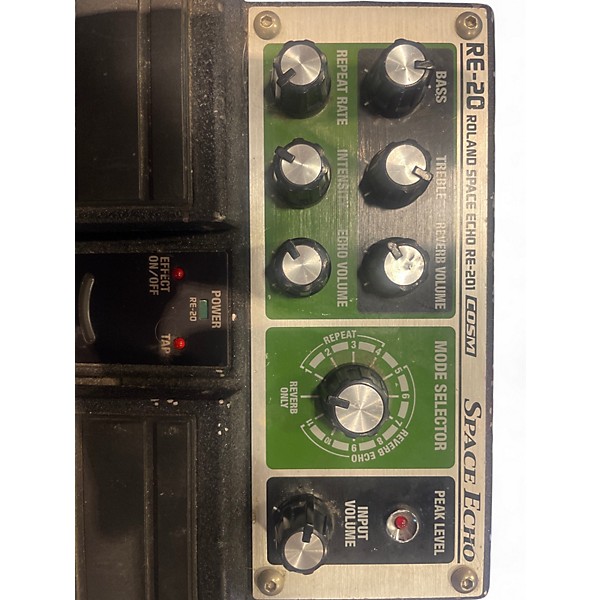 RE-20 ROLAND SPACE ECHO RE-201 COSM SPACE ECHO
BASS TREBLE REVERB VOLUME
REPEAT RATE INTENSITY ECHO VOLUME
MODE SELECTOR
REPEAT
1 2 3 4 5 6 7 8 9 10 11
REVERB ECHO
REVERB
ONLY
PEAK LEVEL
INPUT
VOLUME
POWER
RE-20
EFFECT
ON/OFF
TAP